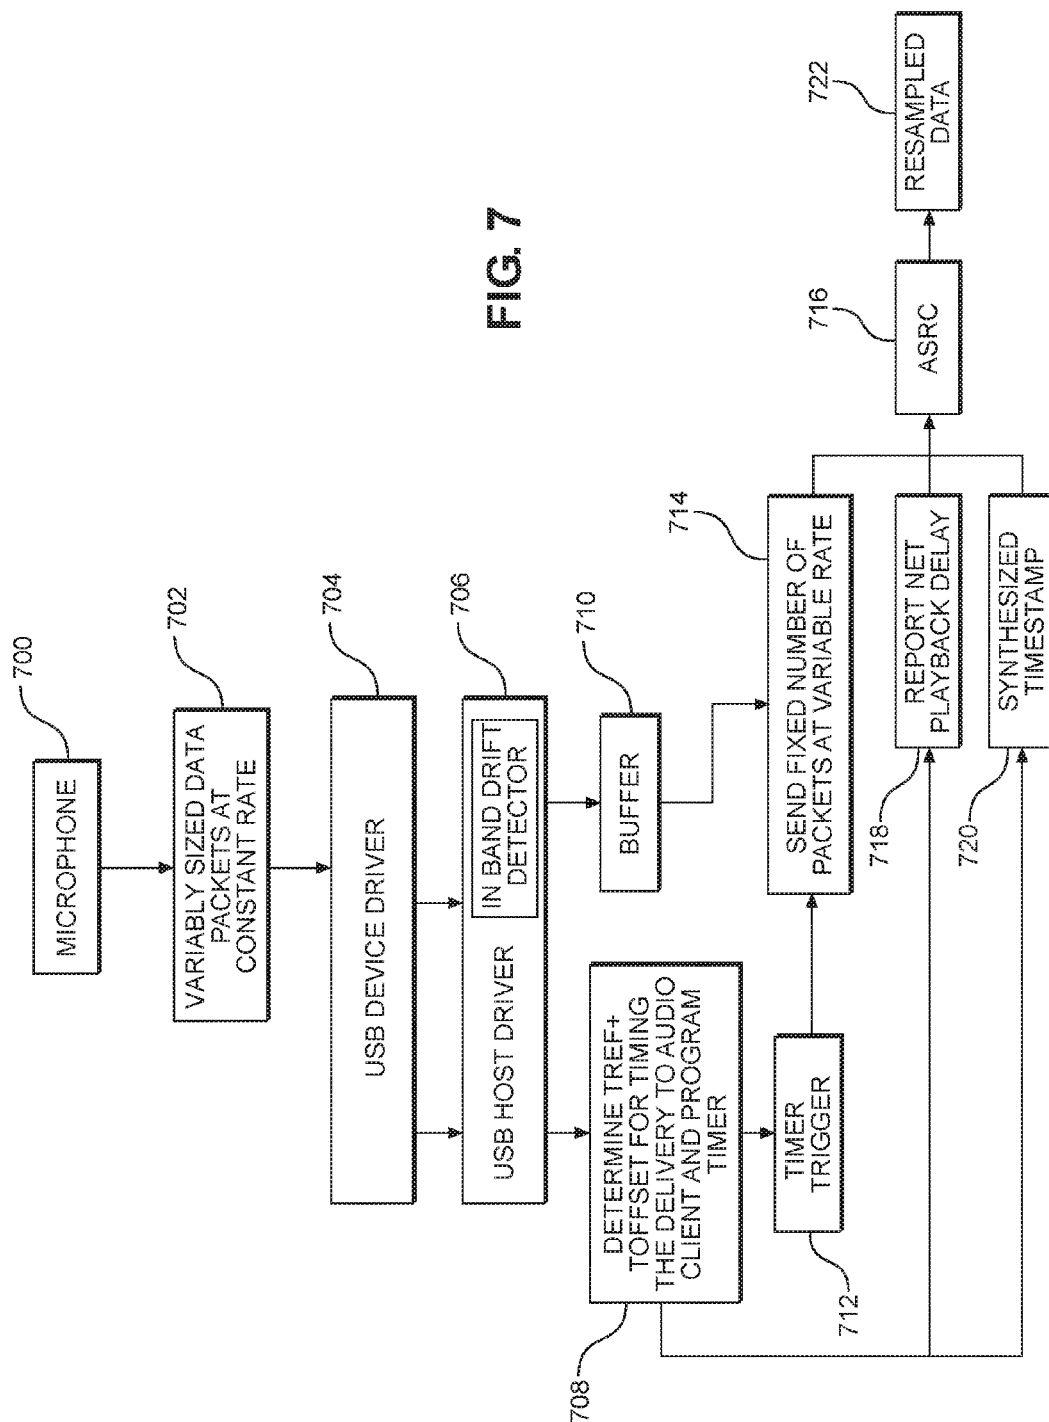 700
MICROPHONE
702
VARIABLY SIZED DATA
PACKETS AT
CONSTANT RATE
704
USB DEVICE DRIVER
706
USB HOST DRIVER
IN BAND DRIFT
DETECTOR
708
DETERMINE TREF+
TOFFSET FOR TIMING
THE DELIVERY TO AUDIO
CLIENT AND PROGRAM
TIMER
710
BUFFER
712
TIMER
TRIGGER
714
SEND FIXED NUMBER OF
PACKETS AT VARIABLE RATE
718
REPORT NET
PLAYBACK DELAY
720
SYNTHESIZED
TIMESTAMP
716
ASRC
722
RESAMPLED
DATA
FIG. 7